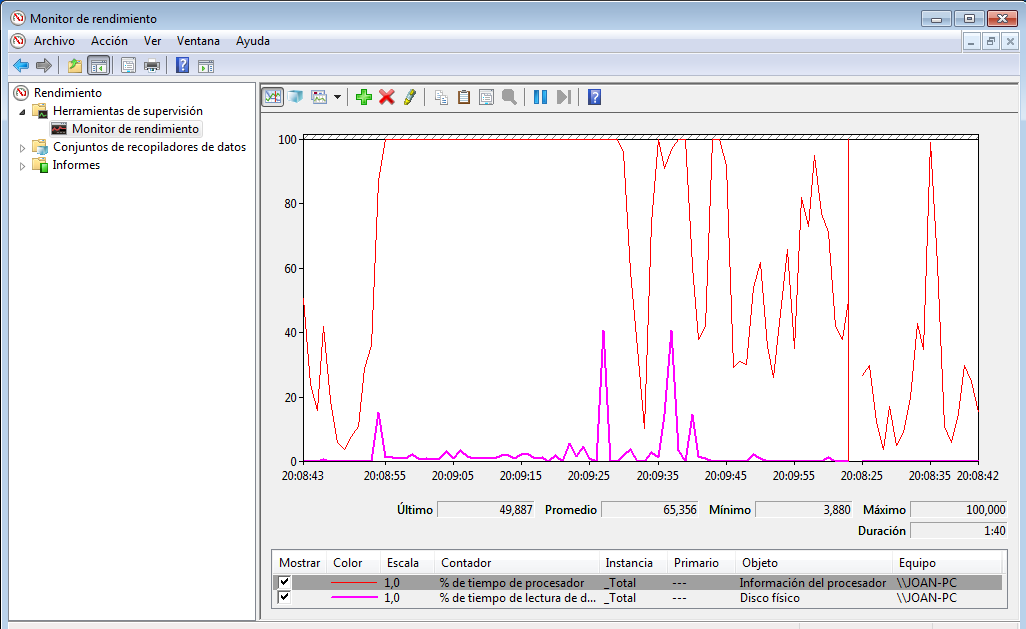 Monitor de rendimiento
Archivo Acción Ver Ventana Ayuda
Rendimiento
Herramientas de supervisión
Monitor de rendimiento
Conjuntos de recopiladores de datos
Informes
100
80
60
40
20
0
20:08:43 20:08:55 20:09:05 20:09:15 20:09:25 20:09:35 20:09:45 20:09:55 20:08:25 20:08:35 20:08:42
Último 49,887 Promedio 65,356 Mínimo 3,880 Máximo 100,000
Duración 1:40
Mostrar Color Escala Contador Instancia Primario Objeto Equipo
1,0 % de tiempo de procesador _Total --- Información del procesador \\JOAN-PC
1,0 % de tiempo de lectura de d... _Total --- Disco físico \\JOAN-PC